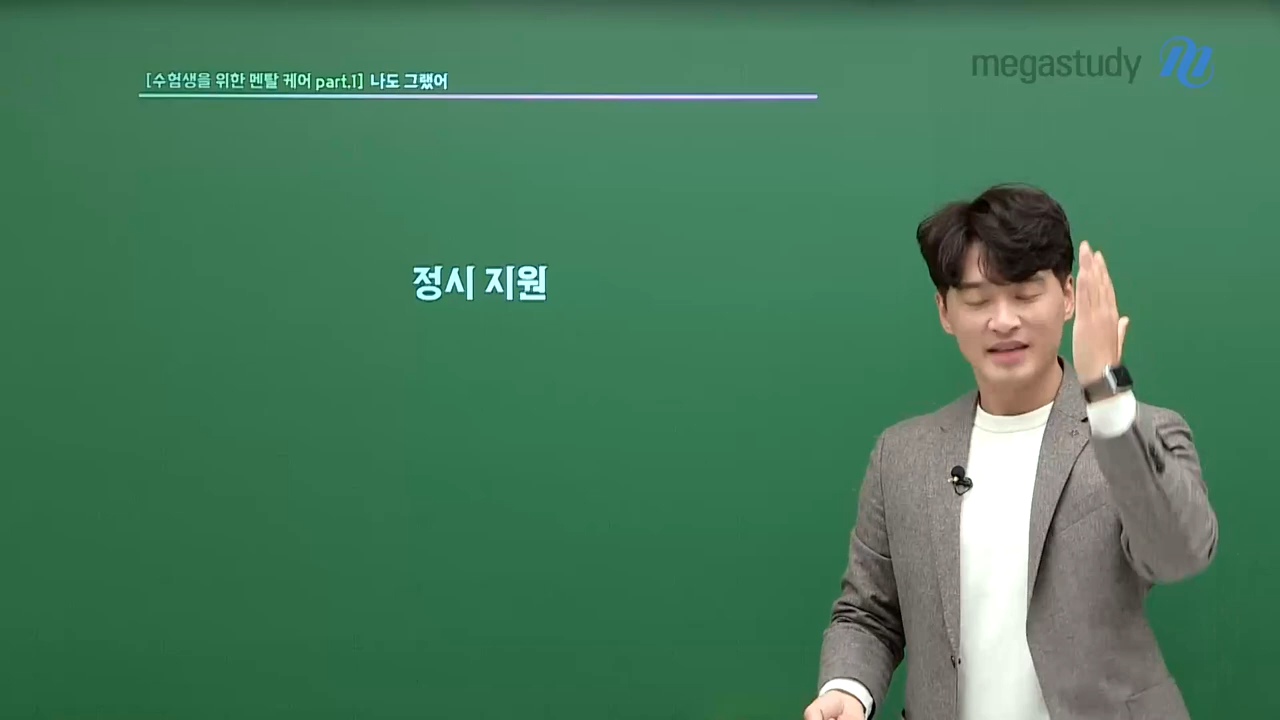 [수험생을 위한 멘탈 케어 part.1] 나도 그랬어
megastudy
정시 지원